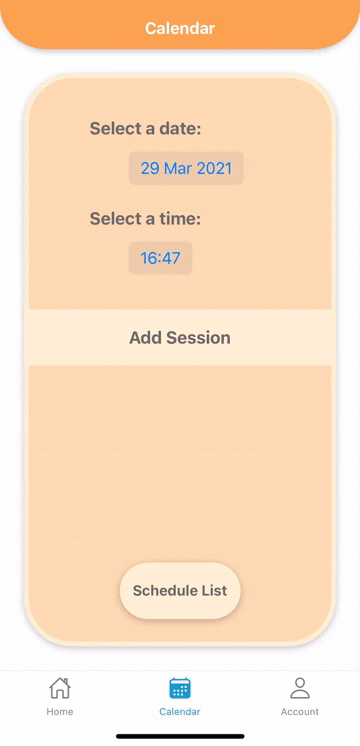 Calendar
Select a date:
29 Mar 2021
Select a time:
16:47
Add Session
Schedule List
Home
Calendar
Account